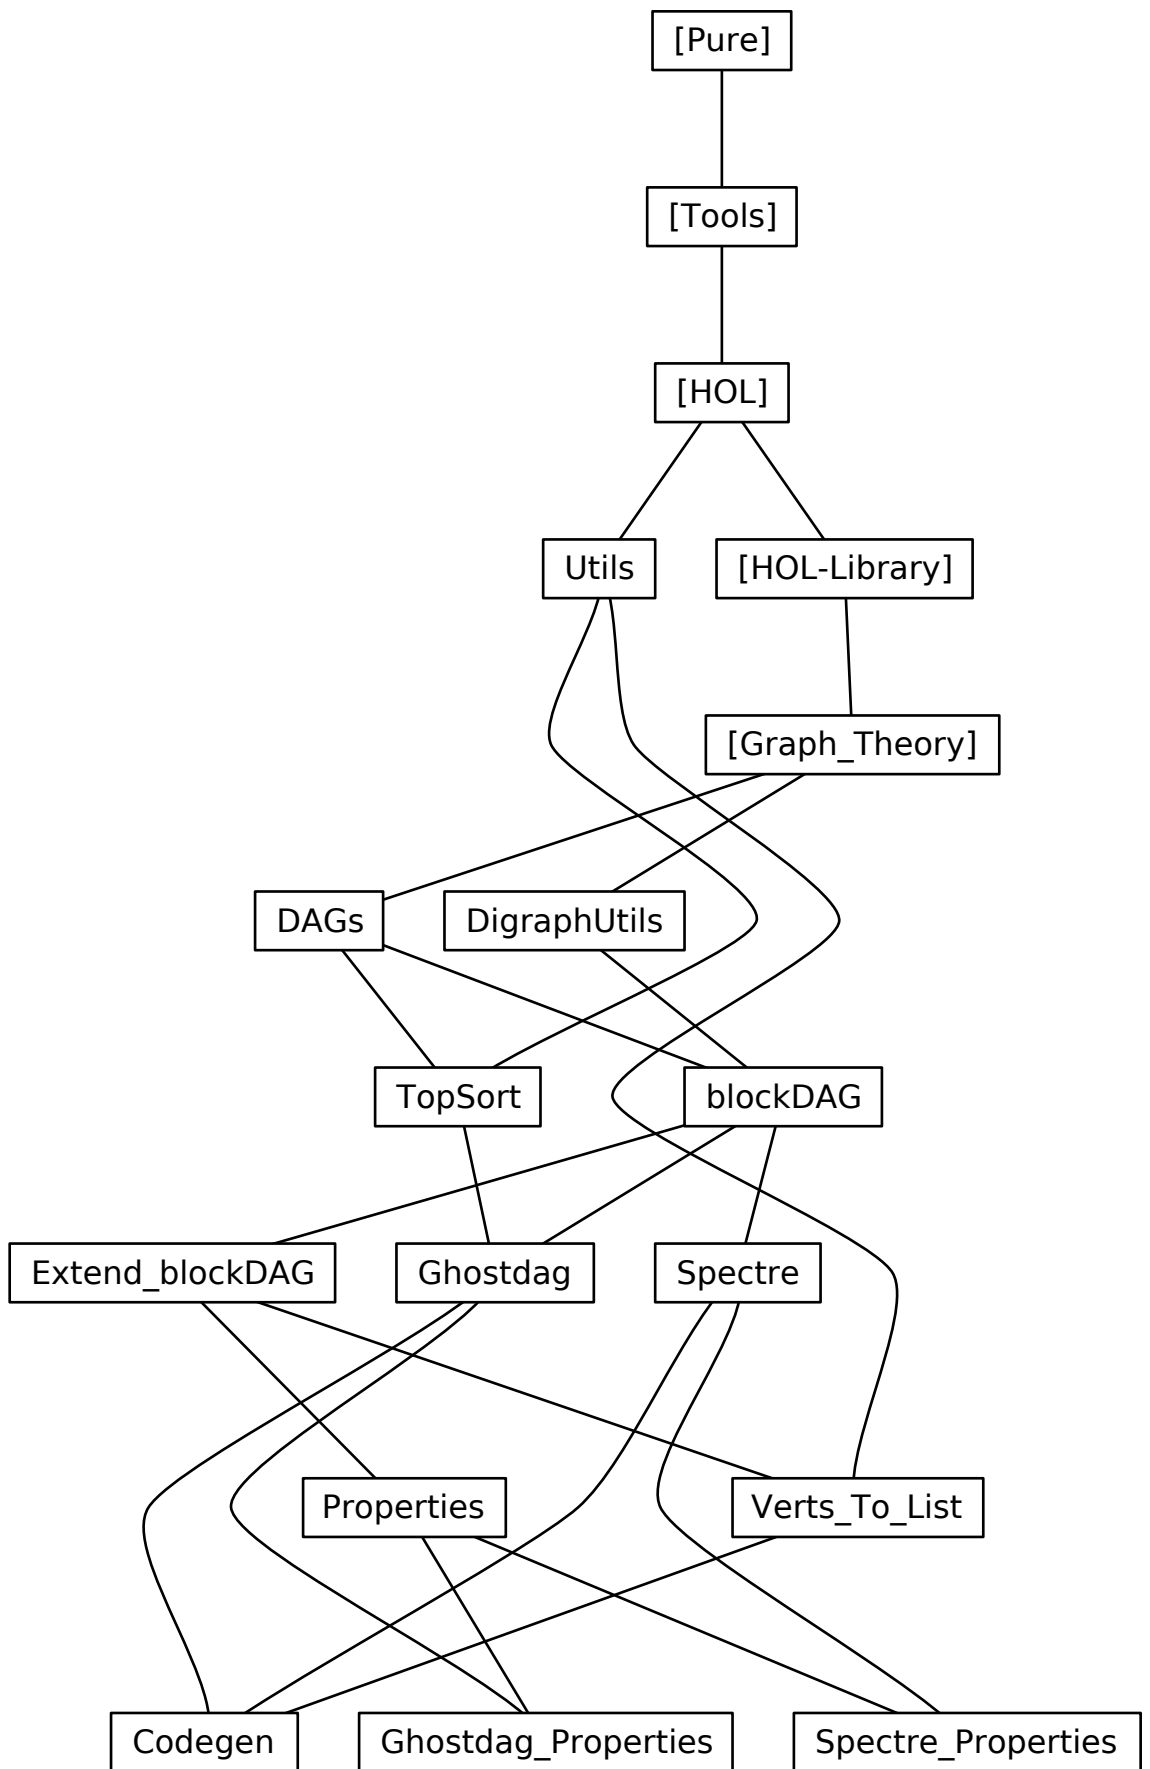 [Pure]
[Tools]
[HOL]
Utils
[HOL-Library]
[Graph_Theory]
DAGs
DigraphUtils
TopSort
blockDAG
Extend_blockDAG
Ghostdag
Spectre
Properties
Verts_To_List
Codegen
Ghostdag_Properties
Spectre_Properties